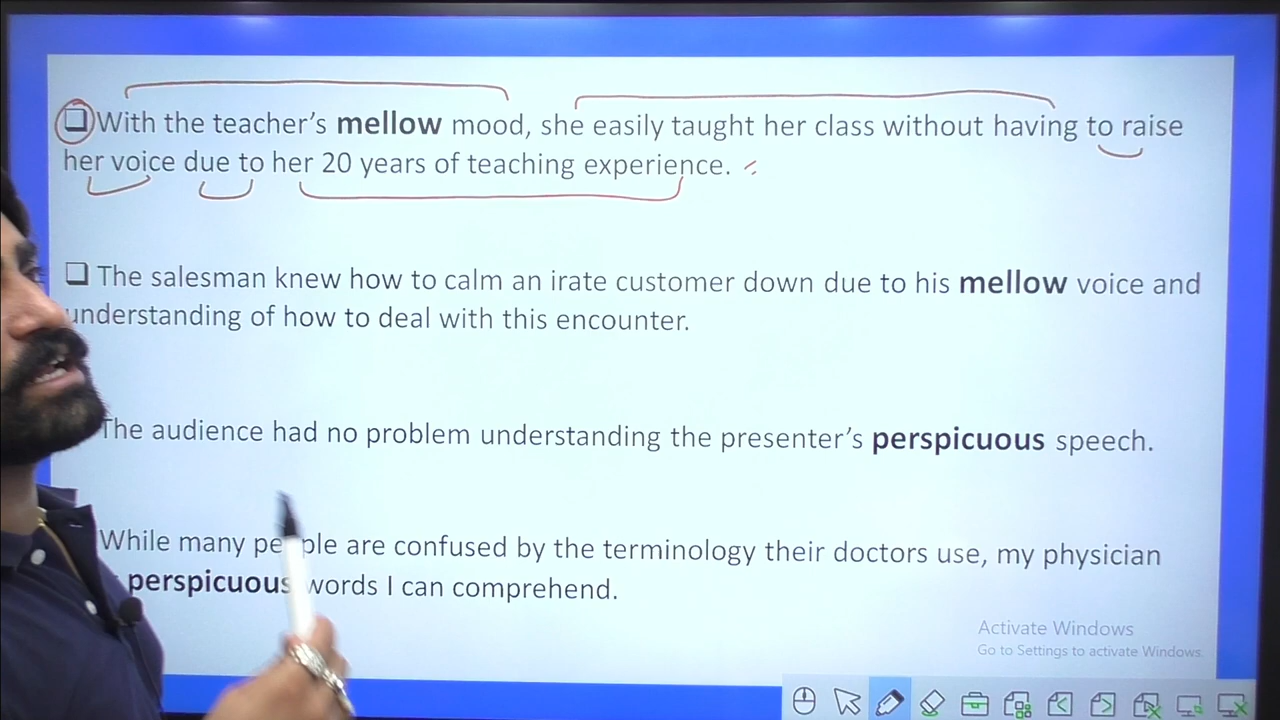 With the teacher's mellow mood, she easily taught her class without having to raise
her voice due to her 20 years of teaching experience.
The salesman knew how to calm an irate customer down due to his mellow voice and
understanding of how to deal with this encounter.
The audience had no problem understanding the presenter's perspicuous speech.
While many people are confused by the terminology their doctors use, my physician
perspicuous words I can comprehend.
Activate Windows
Go to Settings to activate Windows.